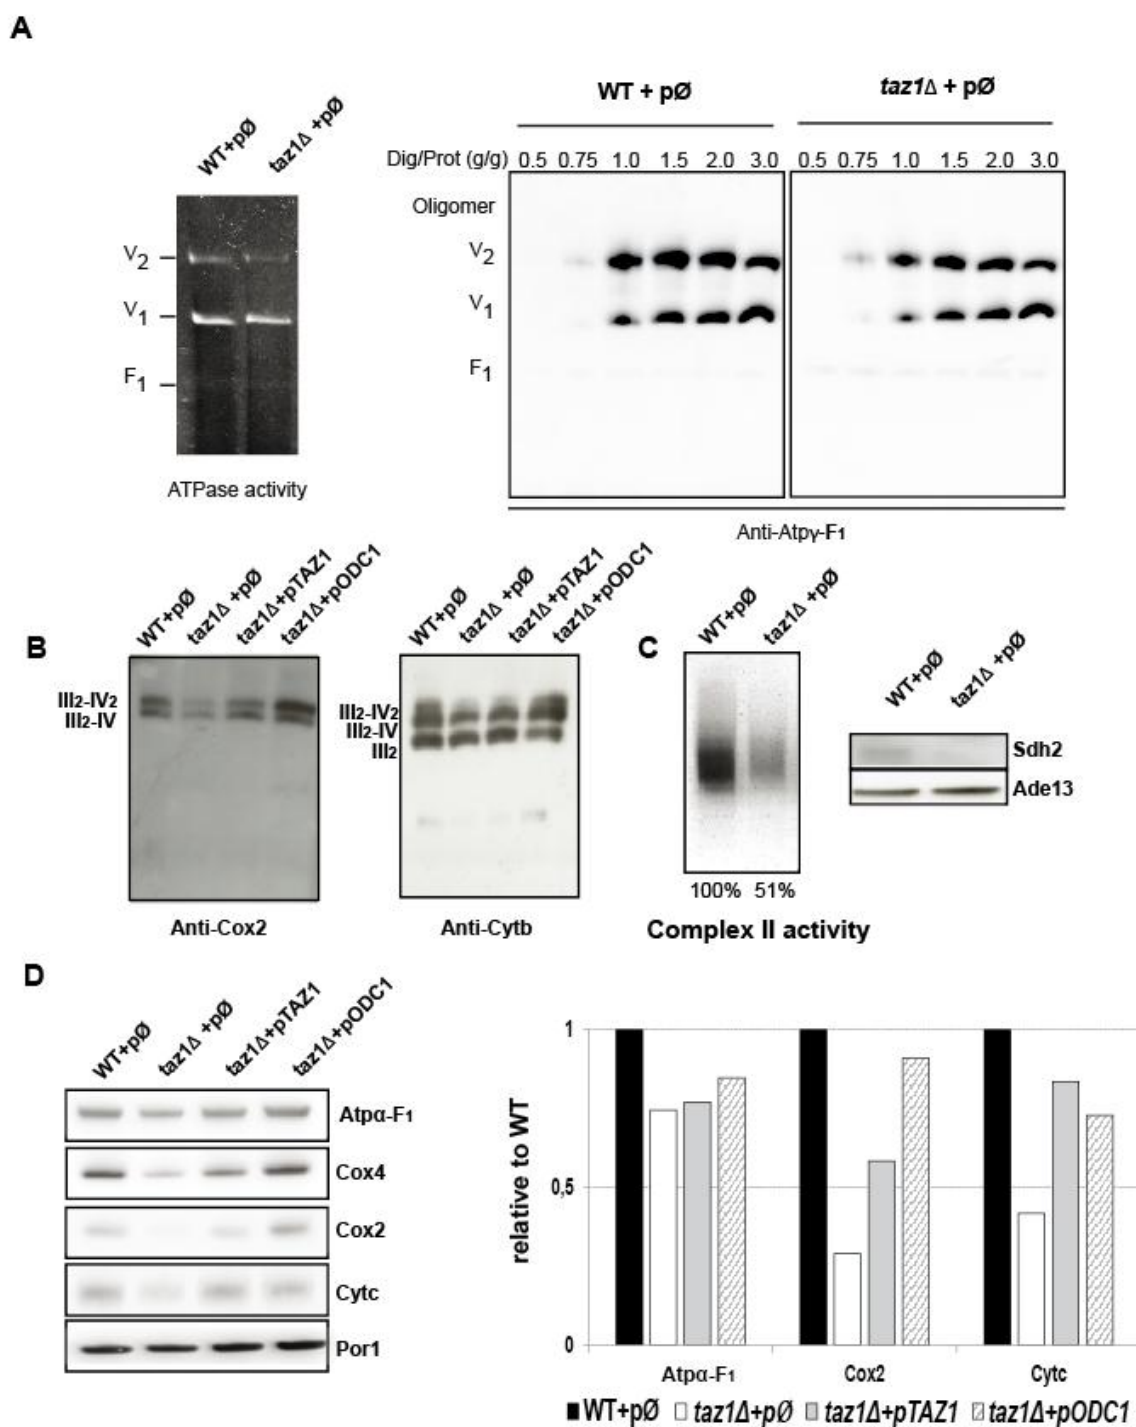 A
WT+pØ
taz1Δ +pØ
V2
V1
F1
ATPase activity
WT + pØ
taz1Δ + pØ
Dig/Prot (g/g) 0.5 0.75 1.0 1.5 2.0 3.0 0.5 0.75 1.0 1.5 2.0 3.0
Oligomer
V2
V1
F1
Anti-Atpγ-F1
B
WT+pØ
taz1Δ +pØ
taz1Δ+pTAZ1
taz1Δ+pODC1
III2-IV2
III2-IV
Anti-Cox2
WT+pØ
taz1Δ +pØ
taz1Δ+pTAZ1
taz1Δ+pODC1
III2-IV2
III2-IV
III2
Anti-Cytb
C
WT+pØ
taz1Δ +pØ
100% 51%
Complex II activity
WT+pØ
taz1Δ +pØ
Sdh2
Ade13
D
WT+pØ
taz1Δ +pØ
taz1Δ+pTAZ1
taz1Δ+pODC1
Atpα-F1
Cox4
Cox2
Cytc
Por1
relative to WT
1
0,5
0
Atpα-F1 Cox2 Cytc
WT+pØ taz1Δ+pØ taz1Δ+pTAZ1 taz1Δ+pODC1